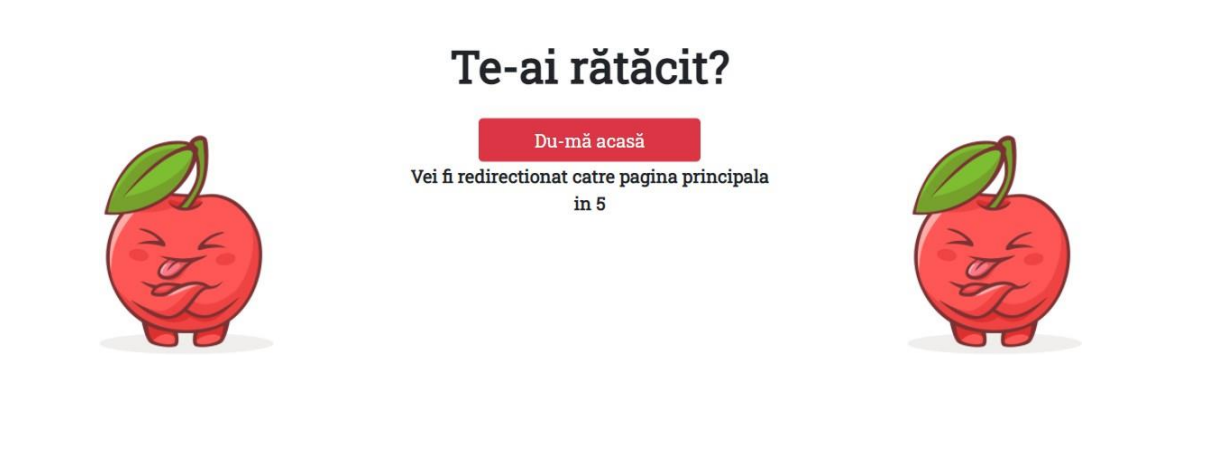 Te-ai rătăcit?
Du-mă acasă
Vei fi redirectionat catre pagina principala
in 5